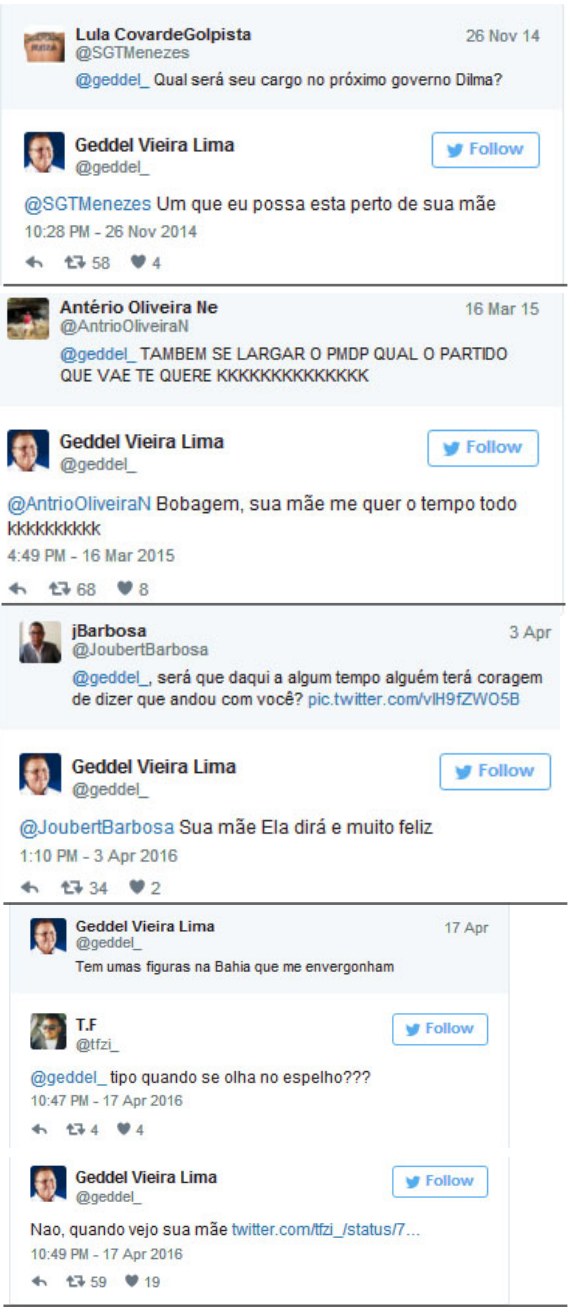 Lula CovardeGolpista
26 Nov 14
@SGTMenezes
@geddel_ Qual será seu cargo no próximo governo Dilma?
Geddel Vieira Lima
Follow
@geddel_
@SGTMenezes Um que eu possa esta perto de sua mãe
10:28 PM - 26 Nov 2014
58 4
Antério Oliveira Ne
16 Mar 15
@AntrioOliveiraN
@geddel_ TAMBEM SE LARGAR O PMDP QUAL O PARTIDO
QUE VAE TE QUERE KKKKKKKKKKKKKK
Geddel Vieira Lima
Follow
@geddel_
@AntrioOliveiraN Bobagem, sua mãe me quer o tempo todo
kkkkkkkkkk
4:49 PM - 16 Mar 2015
68 8
jBarbosa
3 Apr
@JoubertBarbosa
@geddel_, será que daqui a algum tempo alguém terá coragem
de dizer que andou com você? pic.twitter.com/vlH9fZWO5B
Geddel Vieira Lima
Follow
@geddel_
@JoubertBarbosa Sua mãe Ela dirá e muito feliz
1:10 PM - 3 Apr 2016
34 2
Geddel Vieira Lima
17 Apr
@geddel_
Tem umas figuras na Bahia que me envergonham
T.F
Follow
@tfzi_
@geddel_ tipo quando se olha no espelho???
10:47 PM - 17 Apr 2016
4 4
Geddel Vieira Lima
Follow
@geddel_
Nao, quando vejo sua mãe twitter.com/tfzi_/status/7...
10:49 PM - 17 Apr 2016
59 19